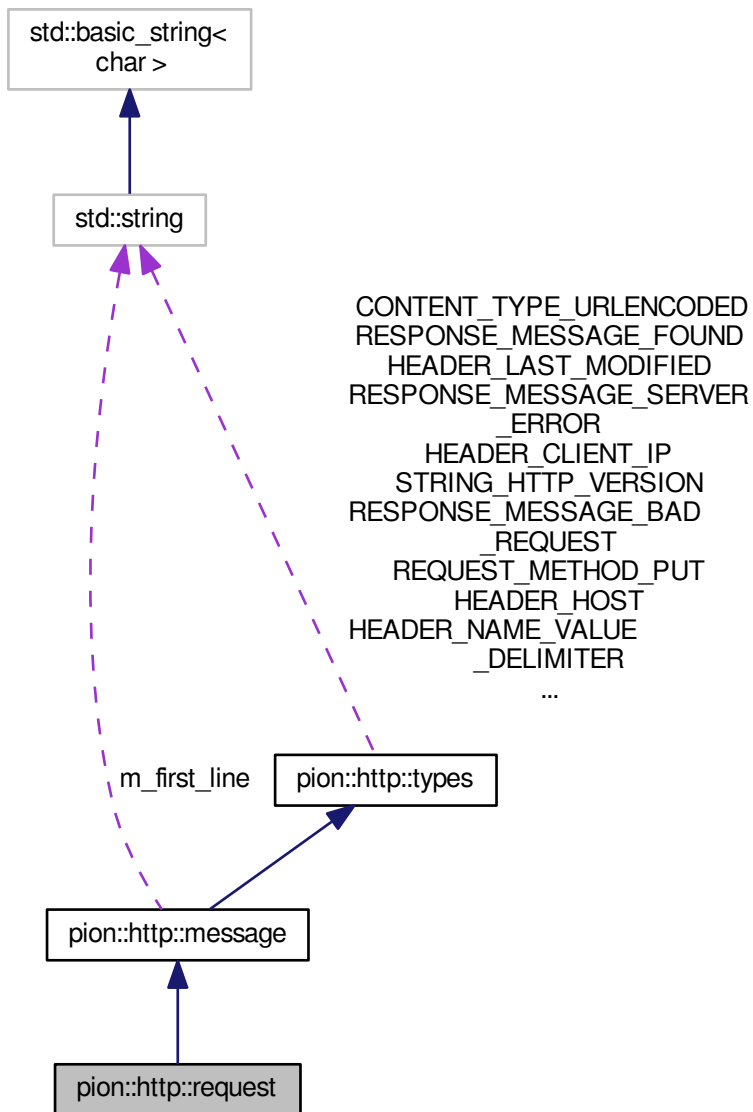 std::basic_string<
char >
std::string
CONTENT_TYPE_URLENCODED
RESPONSE_MESSAGE_FOUND
HEADER_LAST_MODIFIED
RESPONSE_MESSAGE_SERVER
_ERROR
HEADER_CLIENT_IP
STRING_HTTP_VERSION
RESPONSE_MESSAGE_BAD
_REQUEST
REQUEST_METHOD_PUT
HEADER_HOST
HEADER_NAME_VALUE
_DELIMITER
...
m_first_line
pion::http::types
pion::http::message
pion::http::request